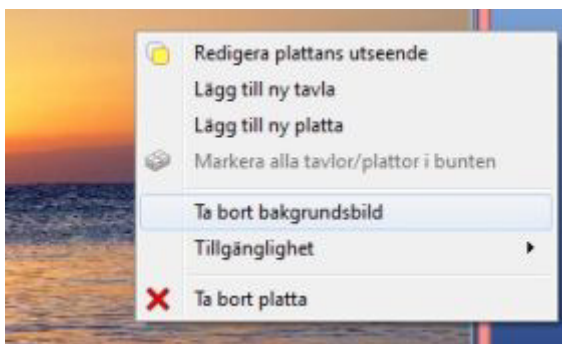 Redigera plattans utseende
Lägg till ny tavla
Lägg till ny platta
Markera alla tavlor/plattor i bunten
Ta bort bakgrundsbild
Tillgänglighet
Ta bort platta